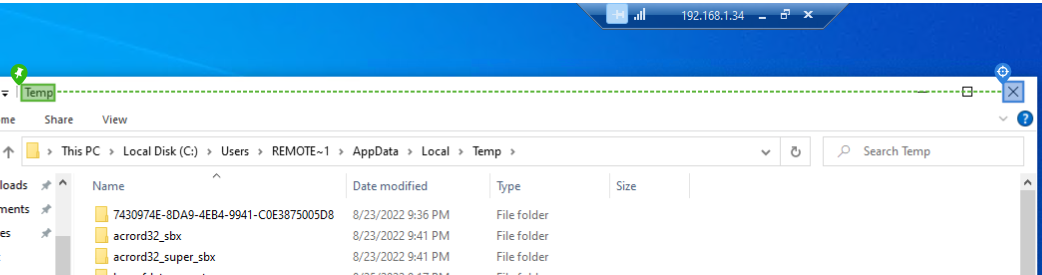 192.168.1.34
Temp
me Share View
This PC > Local Disk (C:) > Users > REMOTE~1 > AppData > Local > Temp >
Search Temp
loads Name Date modified Type Size
ments 7430974E-8DA9-4EB4-9941-C0E3875005D8 8/23/2022 9:36 PM File folder
es acrord32_sbx 8/23/2022 9:41 PM File folder
acrord32_super_sbx 8/23/2022 9:41 PM File folder